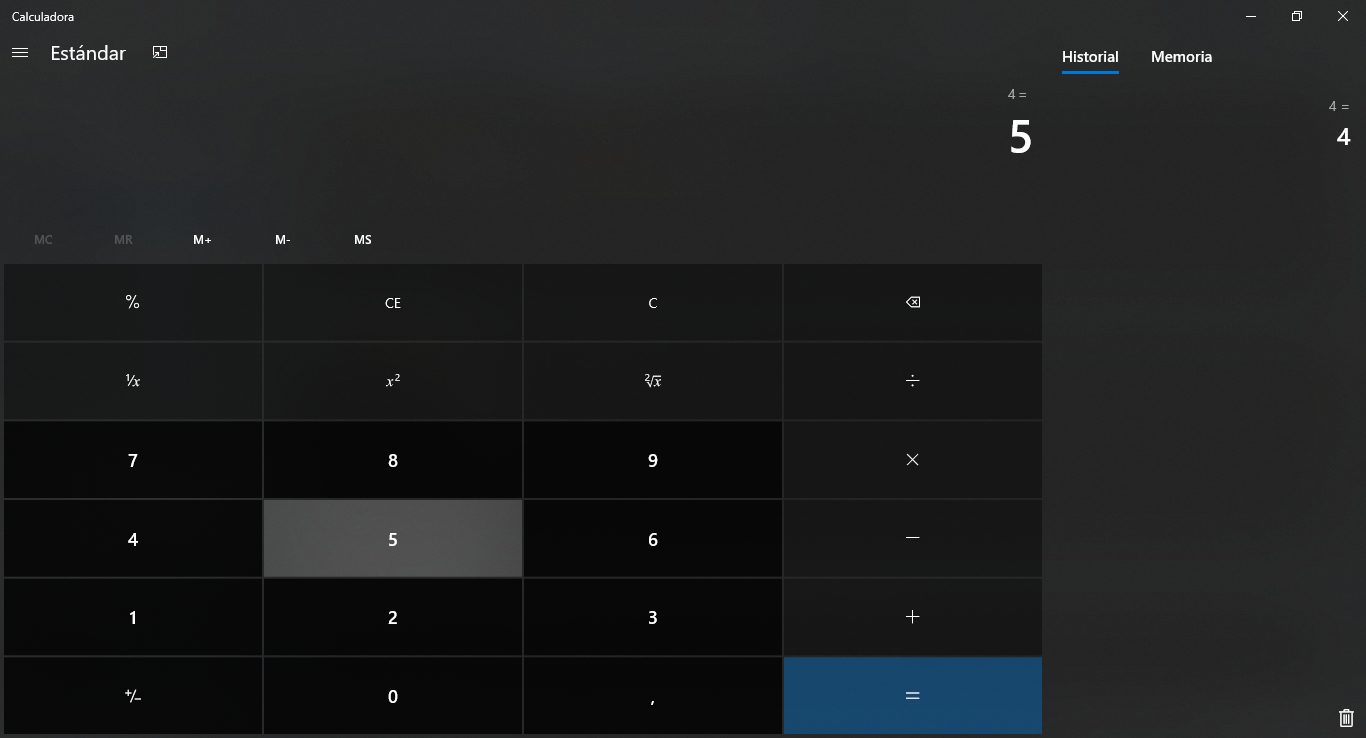 Calculadora
Estándar
Historial Memoria
4 =
5
4 =
4
MC MR M+ M- MS
% CE C
¹/x x² ²√x ÷
7 8 9 ×
4 5 6 −
1 2 3 +
+/− 0 , =